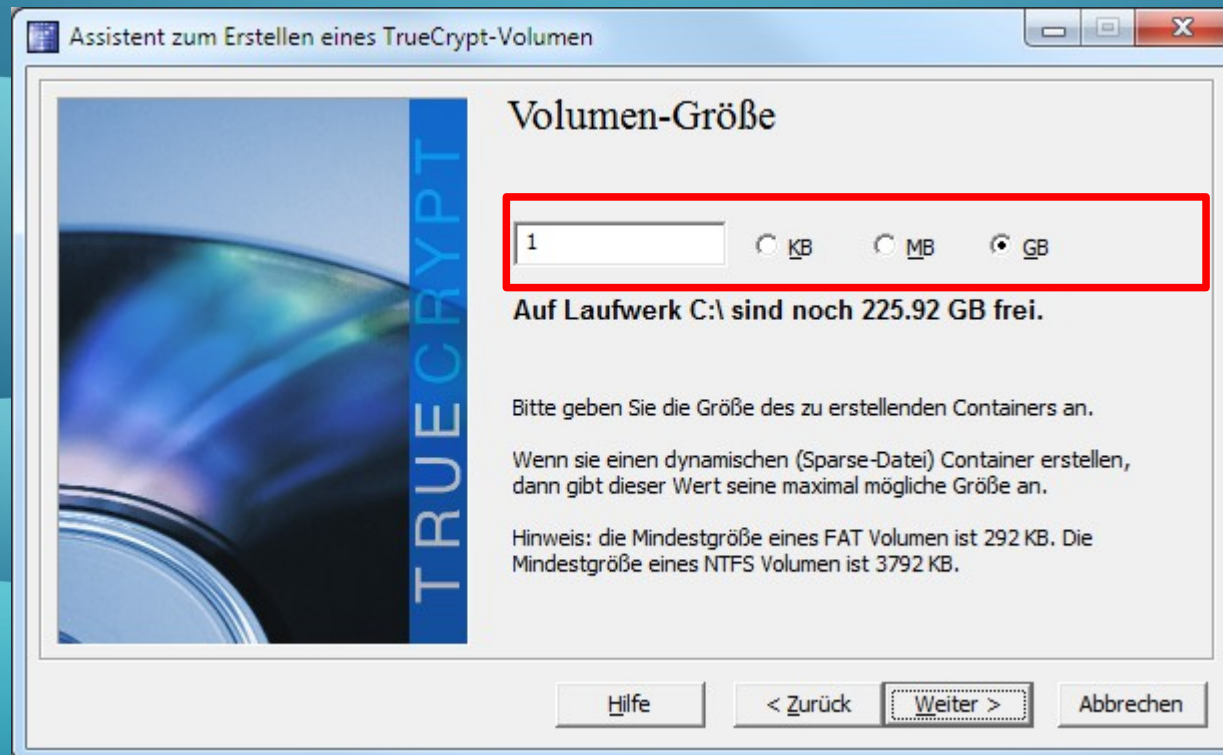 Assistent zum Erstellen eines TrueCrypt-Volumen
TRUECRYPT
Volumen-Größe
1 KB MB GB
Auf Laufwerk C:\ sind noch 225.92 GB frei.
Bitte geben Sie die Größe des zu erstellenden Containers an.
Wenn sie einen dynamischen (Sparse-Datei) Container erstellen,
dann gibt dieser Wert seine maximal mögliche Größe an.
Hinweis: die Mindestgröße eines FAT Volumen ist 292 KB. Die
Mindestgröße eines NTFS Volumen ist 3792 KB.
Hilfe < Zurück Weiter > Abbrechen